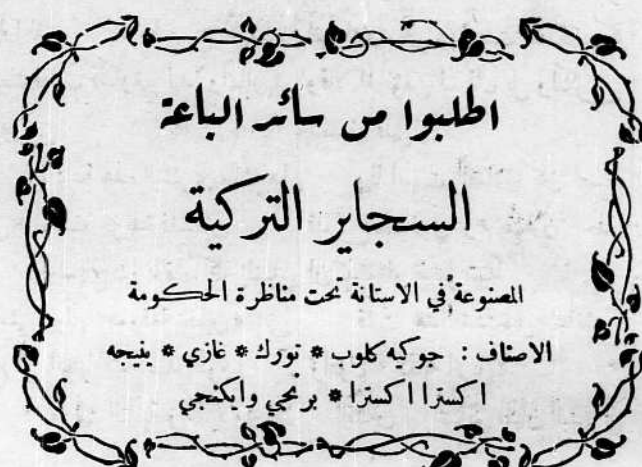 اطلبوا من سائر الباعة
السجاير التركية
المصنوعة في الاستانة تحت مناظرة الحكومة
الاصناف : جوكيه كلوب * تورك * غازي * ينيجه
اكسترا اكسترا * برنجي وايكنجي